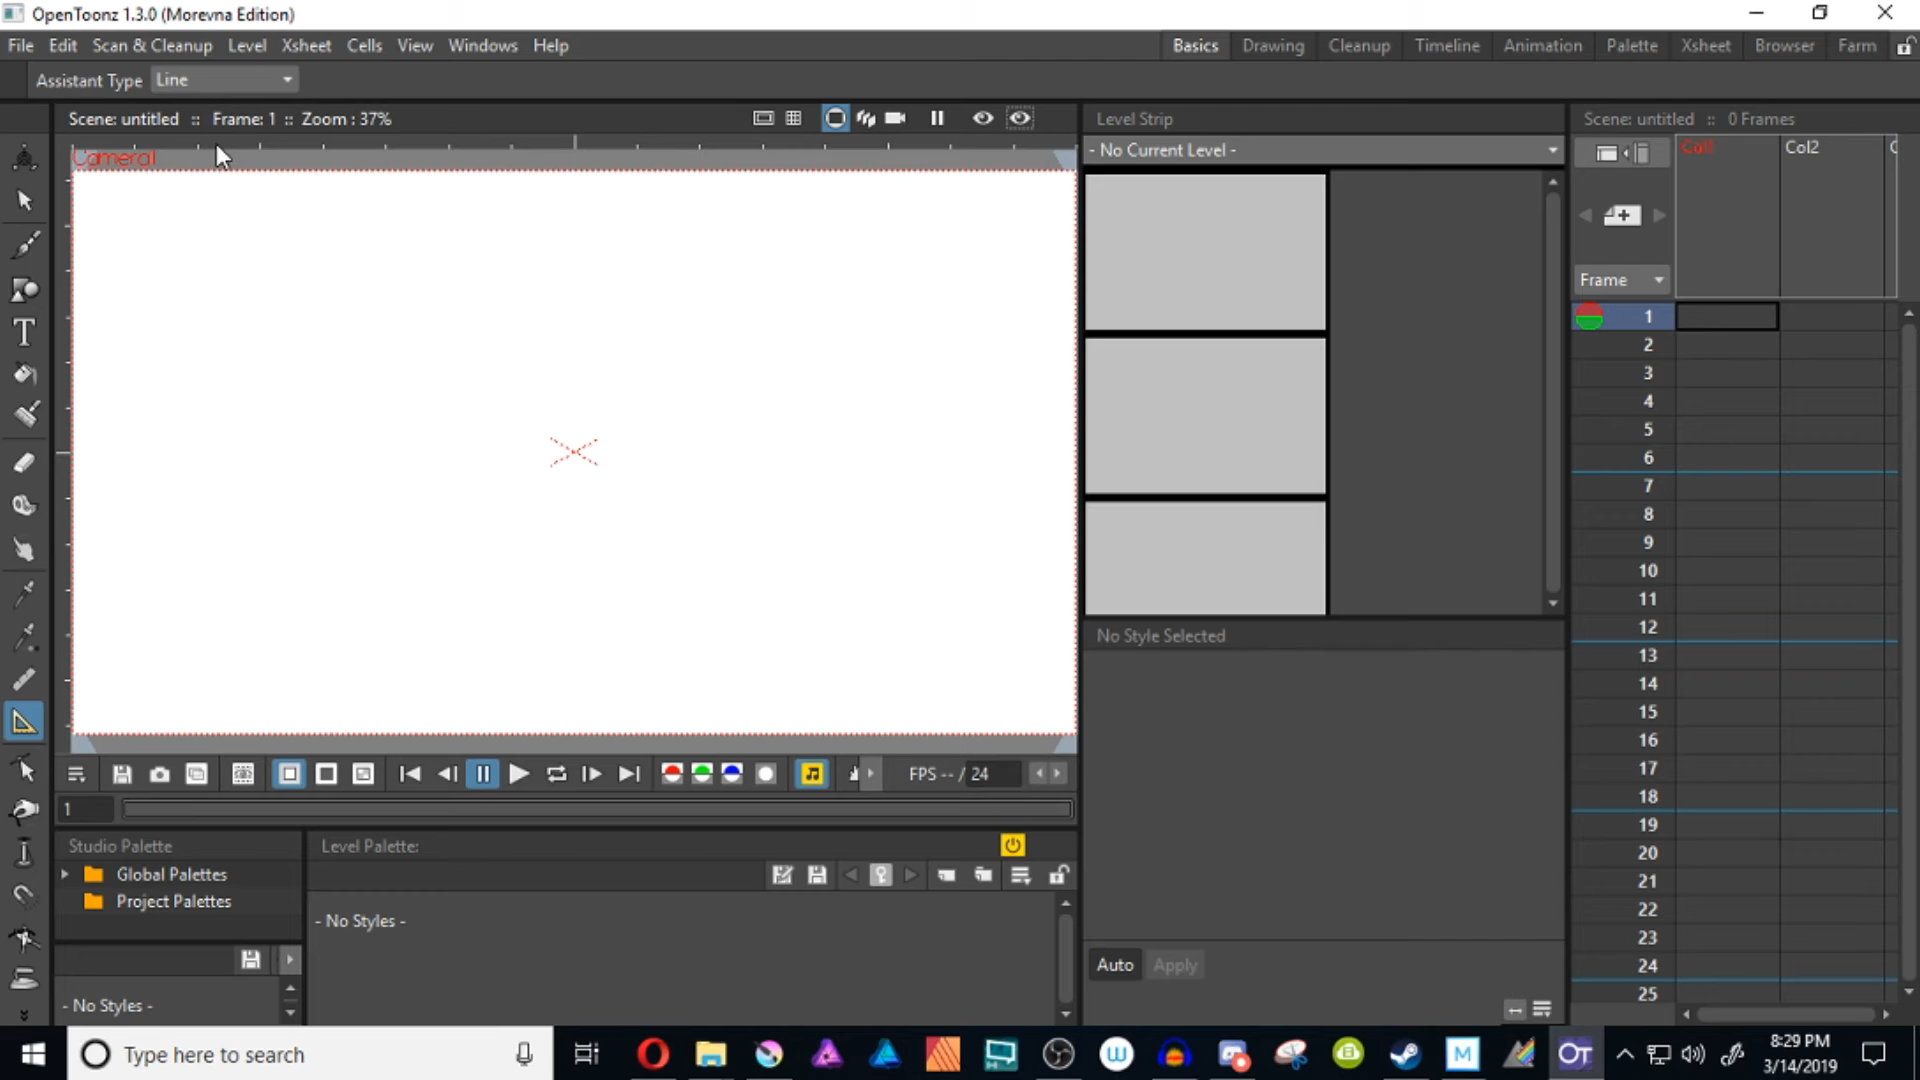 OpenToonz 1.3.0 (Morevna Edition)
File Edit Scan & Cleanup Level Xsheet Cells View Windows Help
Basics Drawing Cleanup Timeline Animation Palette Xsheet Browser Farm
Assistant Type Line
Scene: untitled :: Frame: 1 :: Zoom : 37%
Camera1
Level Strip
- No Current Level -
Scene: untitled :: 0 Frames
Col1 Col2
Frame
1
2
3
4
5
6
7
8
9
10
11
12
13
14
15
16
17
18
19
20
21
22
23
24
25
No Style Selected
Auto Apply
FPS -- / 24
1
Studio Palette
Global Palettes
Project Palettes
- No Styles -
Level Palette:
- No Styles -
Type here to search
8:29 PM
3/14/2019